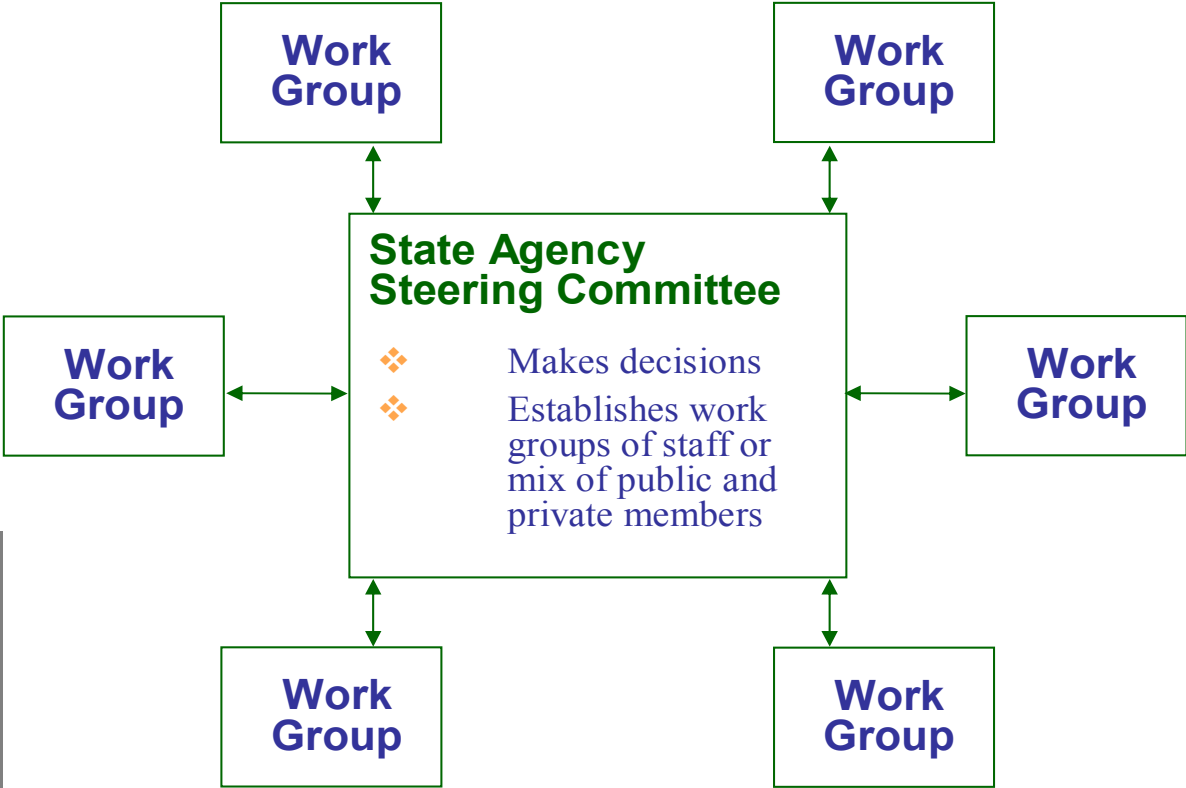 Work
Group
Work
Group
State Agency
Steering Committee
Work
Group
❖ Makes decisions
❖ Establishes work
groups of staff or
mix of public and
private members
Work
Group
Work
Group
Work
Group